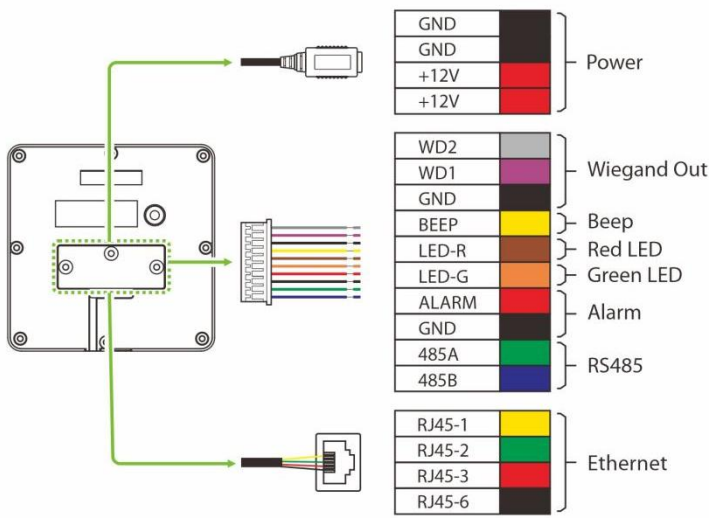 GND
GND
+12V
+12V
Power
WD2
WD1
GND
Wiegand Out
BEEP
Beep
LED-R
Red LED
LED-G
Green LED
ALARM
GND
Alarm
485A
485B
RS485
RJ45-1
RJ45-2
RJ45-3
RJ45-6
Ethernet